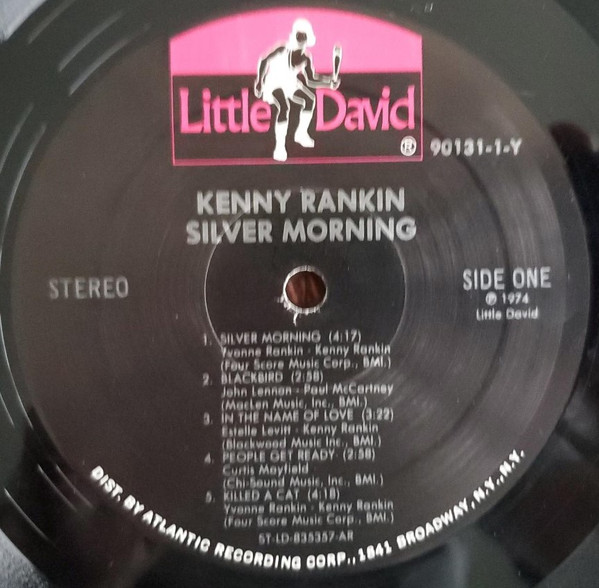 Little David ®
90131-1-Y
KENNY RANKIN
SILVER MORNING
STEREO
SIDE ONE
℗ 1974
Little David
1. SILVER MORNING (4:17)
Yvonne Rankin - Kenny Rankin
(Four Score Music Corp., BMI.)
2. BLACKBIRD (2:58)
John Lennon - Paul McCartney
(MacLen Music, Inc., BMI.)
3. IN THE NAME OF LOVE (3:22)
Estelle Levitt - Kenny Rankin
(Blackwood Music Inc., BMI.)
4. PEOPLE GET READY (2:58)
Curtis Mayfield
(Chi-Sound Music, Inc., BMI.)
5. KILLED A CAT (4:18)
Yvonne Rankin - Kenny Rankin
(Four Score Music Corp., BMI.)
ST-LD-835357-AR
DIST. BY ATLANTIC RECORDING CORP., 1841 BROADWAY, N.Y., N.Y.